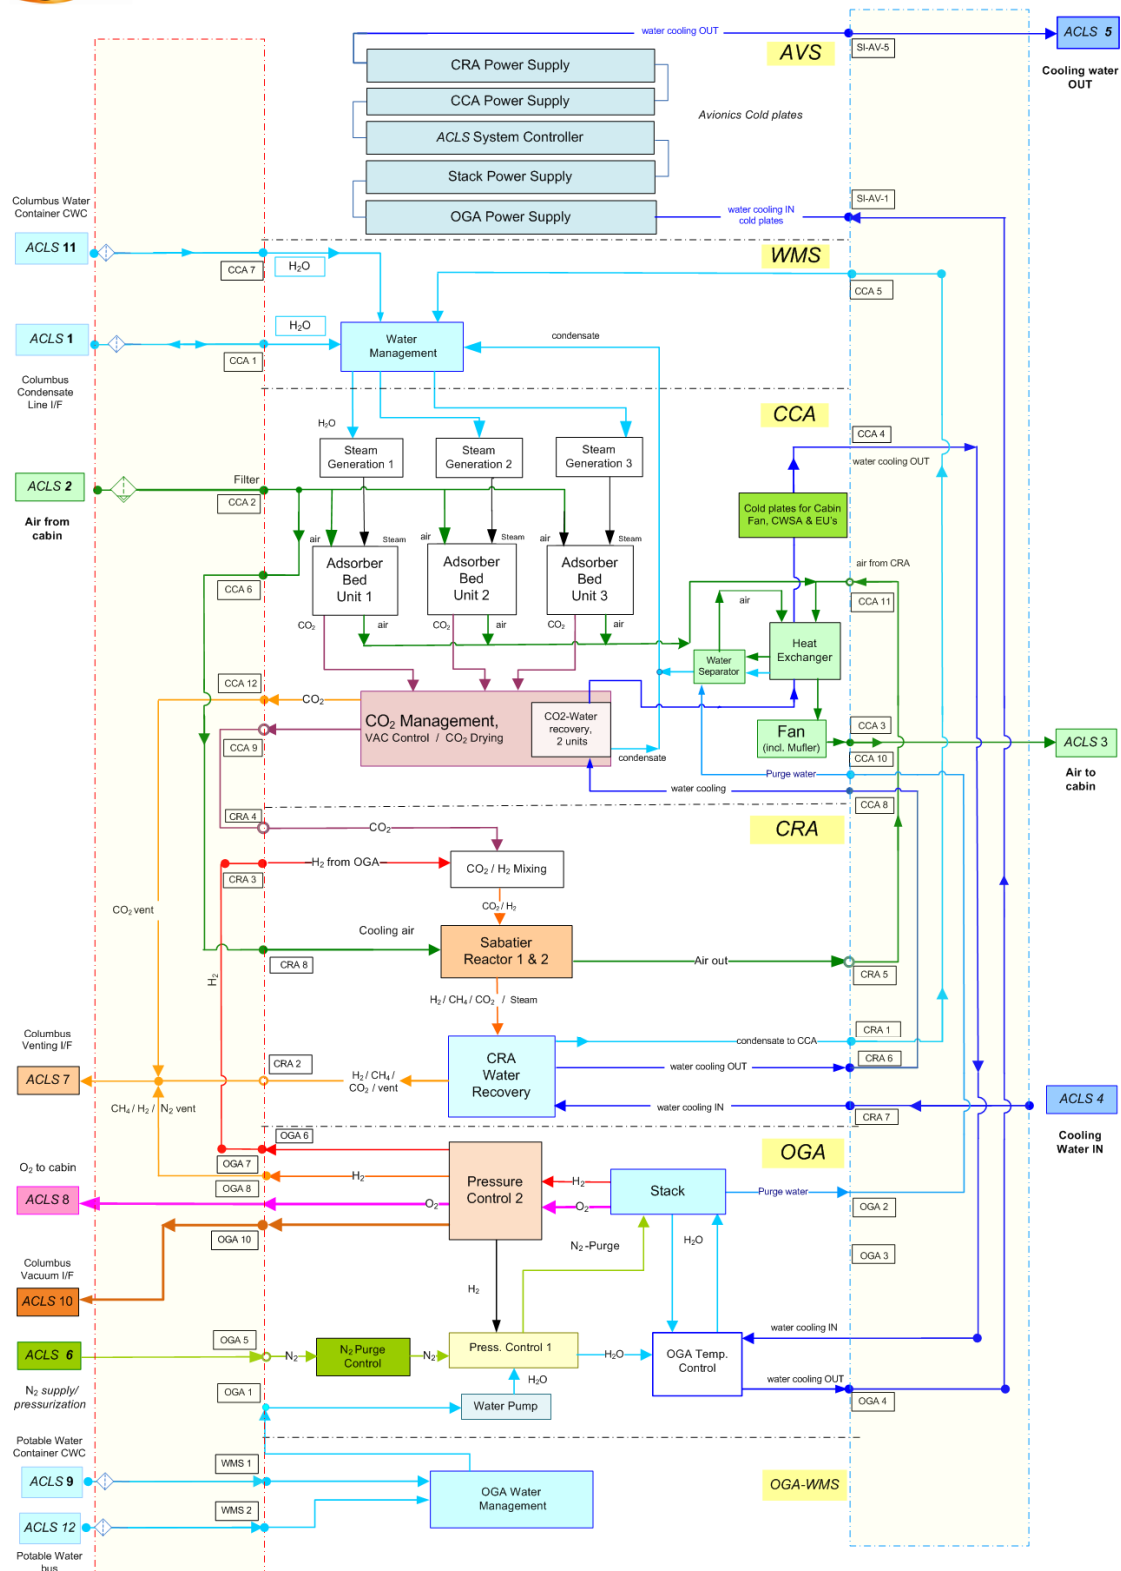 water cooling OUT
ACLS 5
AVS
SI-AV-5
CRA Power Supply
Cooling water
OUT
CCA Power Supply
Avionics Cold plates
ACLS System Controller
Stack Power Supply
Columbus Water
Container CWC
SI-AV-1
OGA Power Supply
water cooling IN
cold plates
ACLS 11
WMS
CCA 7
H2O
CCA 5
ACLS 1
H2O
Water
Management
condensate
CCA 1
Columbus
Condensate
Line I/F
CCA
H2O
CCA 4
Steam
Generation 1
Steam
Generation 2
Steam
Generation 3
water cooling OUT
ACLS 2
Filter
CCA 2
Cold plates for Cabin
Fan, CWSA & EU's
Air from
cabin
air
Steam
air
Steam
air
Steam
Adsorber
Bed
Unit 1
Adsorber
Bed
Unit 2
Adsorber
Bed
Unit 3
air from CRA
CCA 6
CCA 11
air
CO2
air
CO2
air
CO2
air
Heat
Exchanger
Water
Separator
CCA 12
CO2
CO2 Management,
VAC Control / CO2 Drying
CO2-Water
recovery,
2 units
Fan
(incl. Mufler)
CCA 3
ACLS 3
CCA 9
condensate
CCA 10
Air to
cabin
Purge water
water cooling
CCA 8
CRA 4
CO2
CRA
H2 from OGA
CO2 / H2 Mixing
CRA 3
CO2 / H2
CO2 vent
Cooling air
Sabatier
Reactor 1 & 2
Air out
CRA 8
CRA 5
H2
H2 / CH4 / CO2 / Steam
Columbus
Venting I/F
CRA 1
condensate to CCA
CRA 2
CRA
Water
Recovery
water cooling OUT
CRA 6
ACLS 7
H2 / CH4 /
CO2 / vent
CH4 / H2 / N2 vent
water cooling IN
CRA 7
ACLS 4
OGA 6
Cooling
Water IN
OGA
O2 to cabin
OGA 7
H2
Pressure
Control 2
H2
Stack
OGA 8
Purge water
ACLS 8
O2
O2
OGA 2
OGA 10
N2 -Purge
H2O
OGA 3
Columbus
Vacuum I/F
H2
ACLS 10
water cooling IN
OGA 5
ACLS 6
N2
N2 Purge
Control
N2
Press. Control 1
H2O
OGA Temp.
Control
water cooling OUT
N2 supply/
pressurization
OGA 1
H2O
Water Pump
OGA 4
Potable Water
Container CWC
WMS 1
ACLS 9
OGA Water
Management
OGA-WMS
WMS 2
ACLS 12
Potable Water
bus